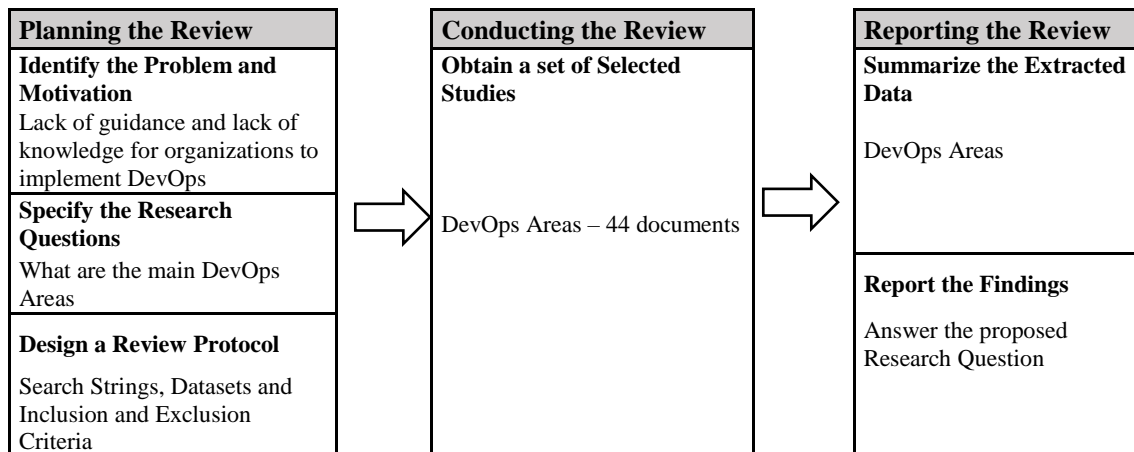 Planning the Review
Identify the Problem and
Motivation
Lack of guidance and lack of
knowledge for organizations to
implement DevOps
Specify the Research
Questions
What are the main DevOps
Areas
Design a Review Protocol
Search Strings, Datasets and
Inclusion and Exclusion
Criteria
Conducting the Review
Obtain a set of Selected
Studies
DevOps Areas – 44 documents
Reporting the Review
Summarize the Extracted
Data
DevOps Areas
Report the Findings
Answer the proposed
Research Question